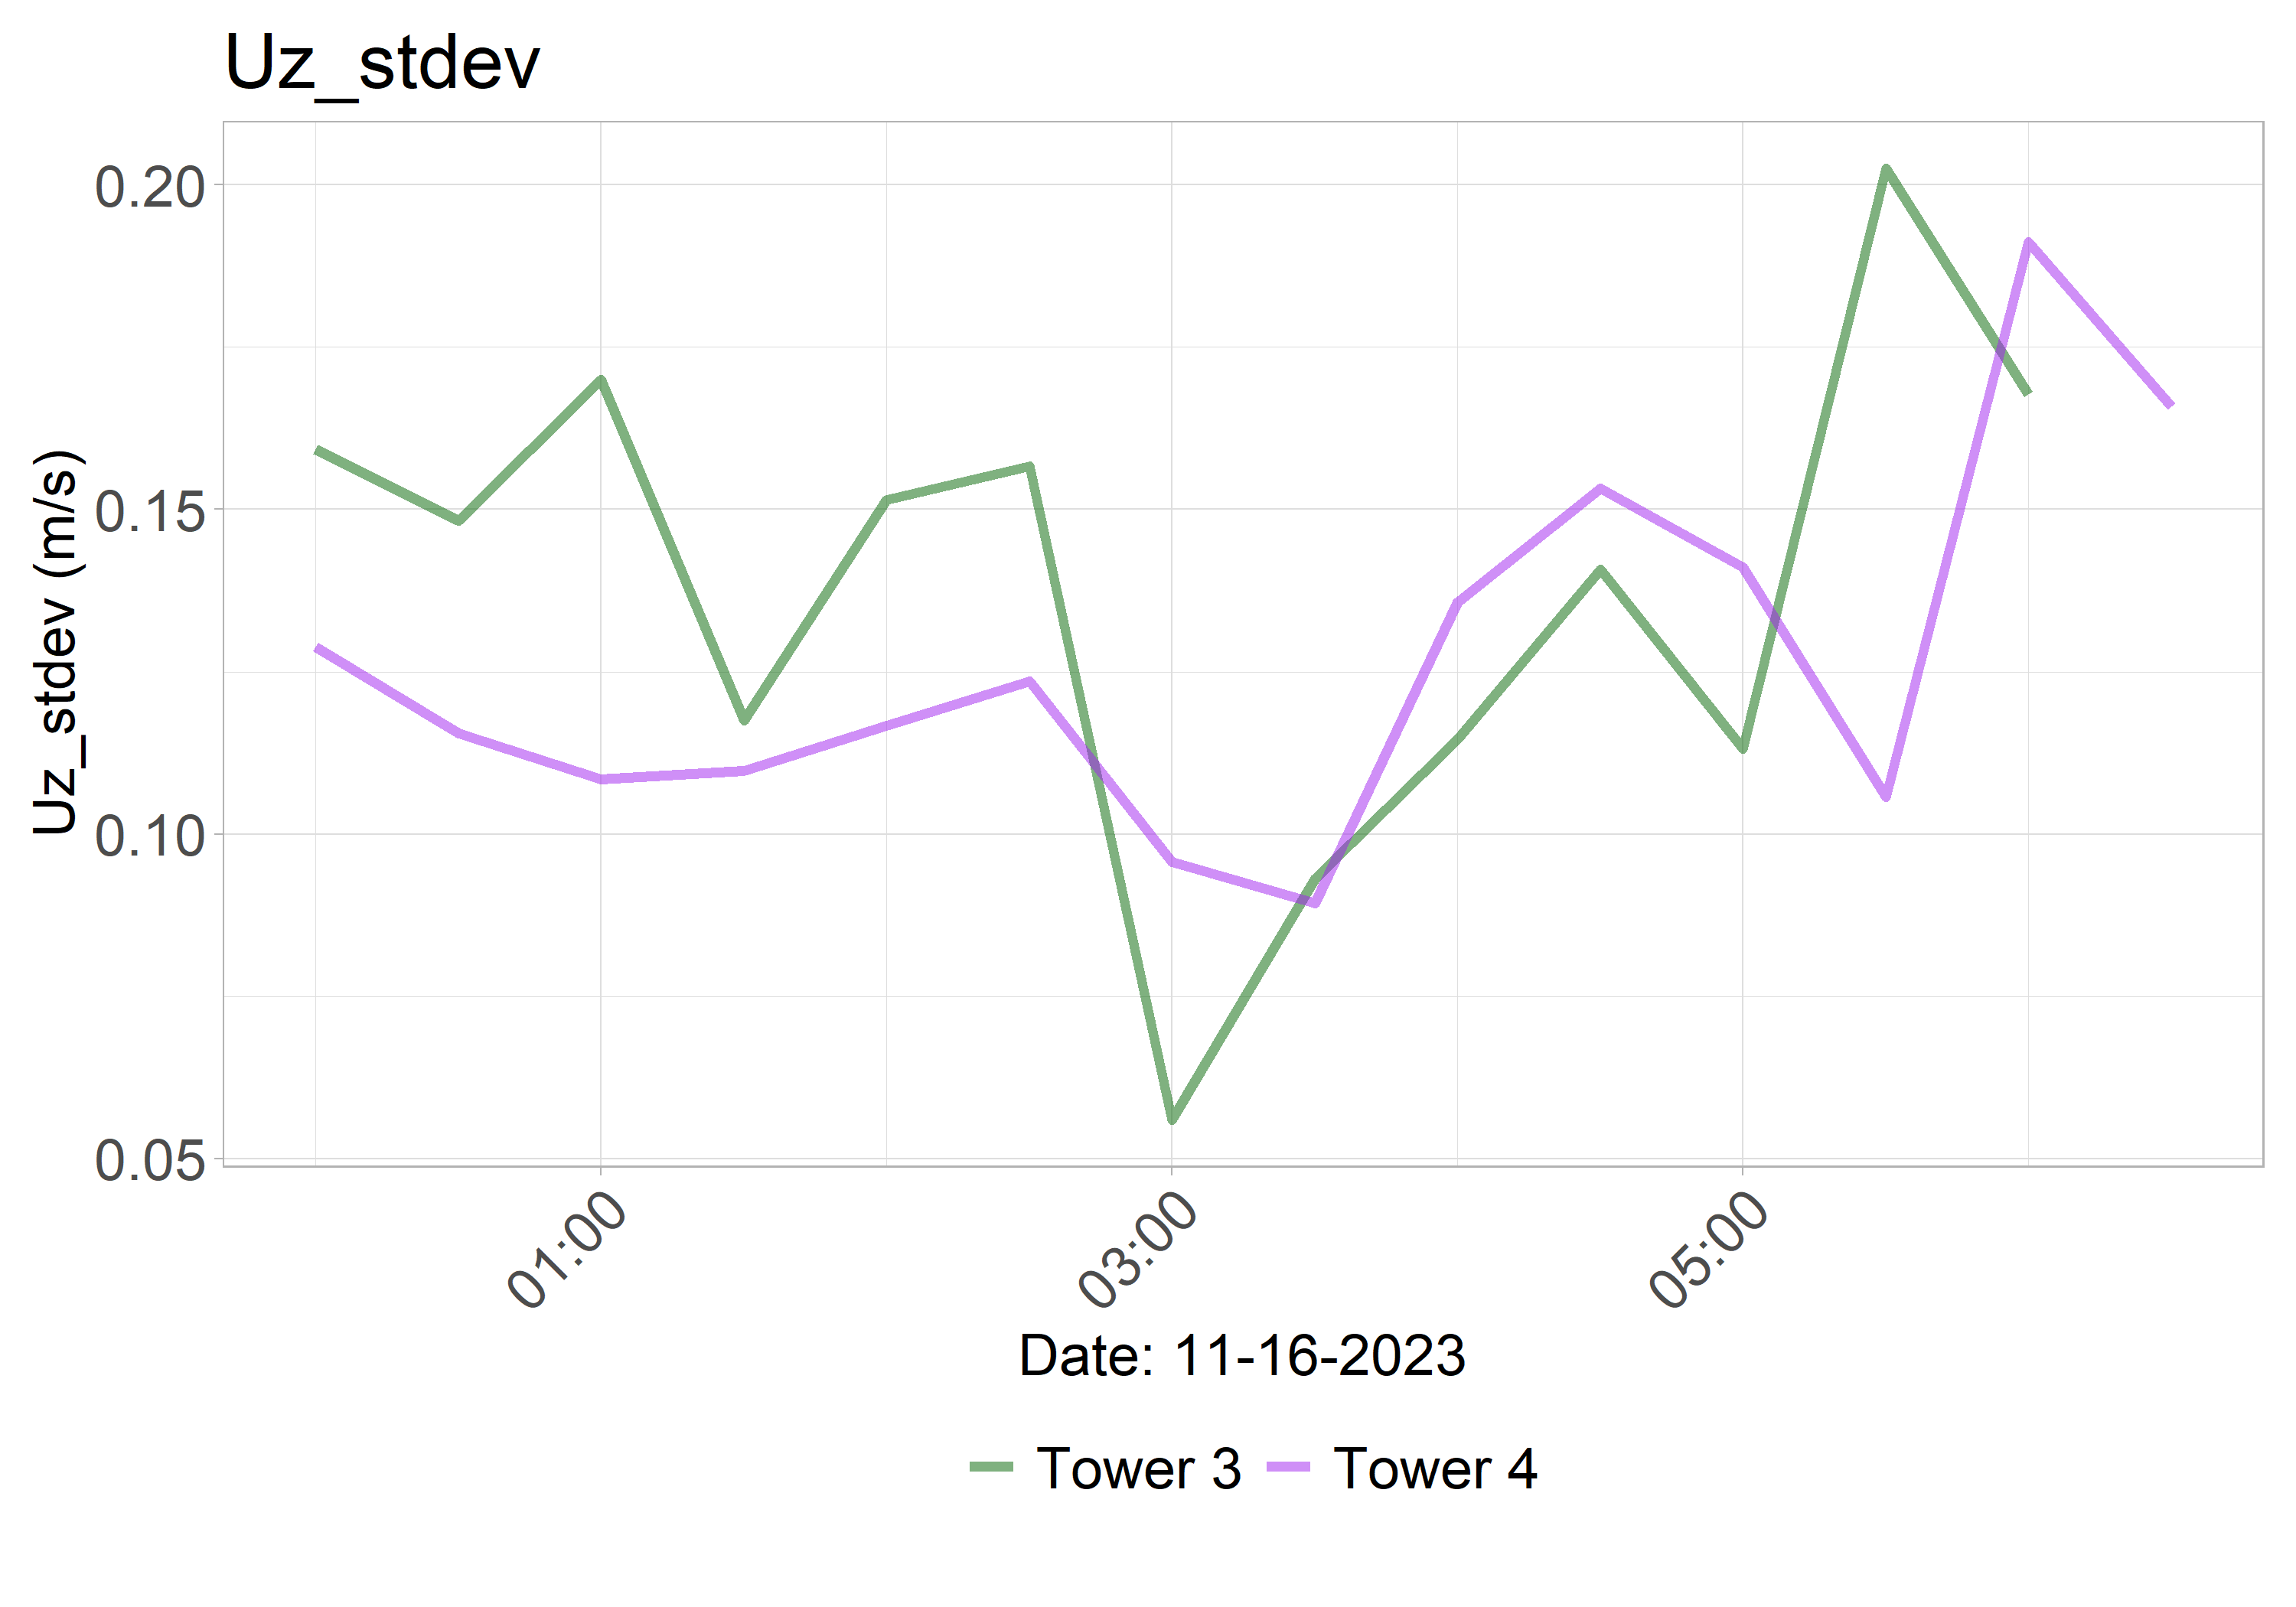 Uz_stdev
Uz_stdev (m/s)
0.20
0.15
0.10
0.05
01:00
03:00
05:00
Date: 11-16-2023
Tower 3
Tower 4